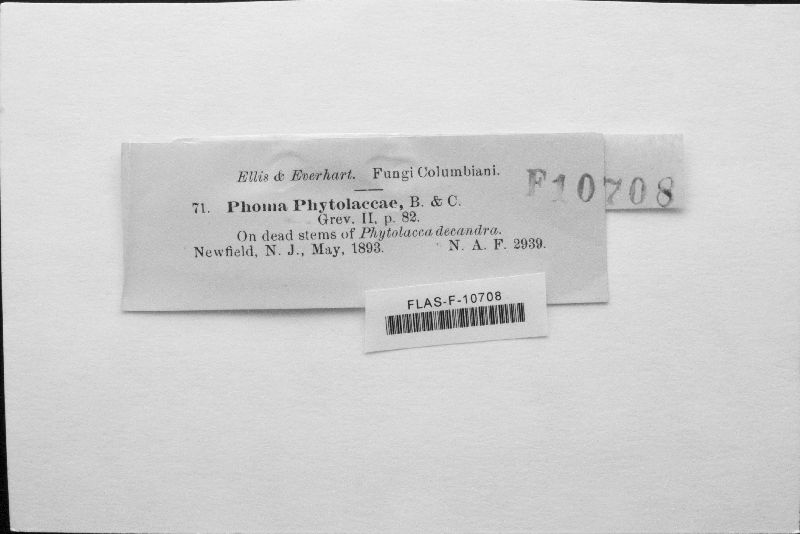 Ellis & Everhart. Fungi Columbiani.
F10708
71. Phoma Phytolaccae, B. & C.
Grev. II, p. 82.
On dead stems of Phytolacca decandra.
Newfield, N. J., May, 1893. N. A. F. 2939.
FLAS-F-10708